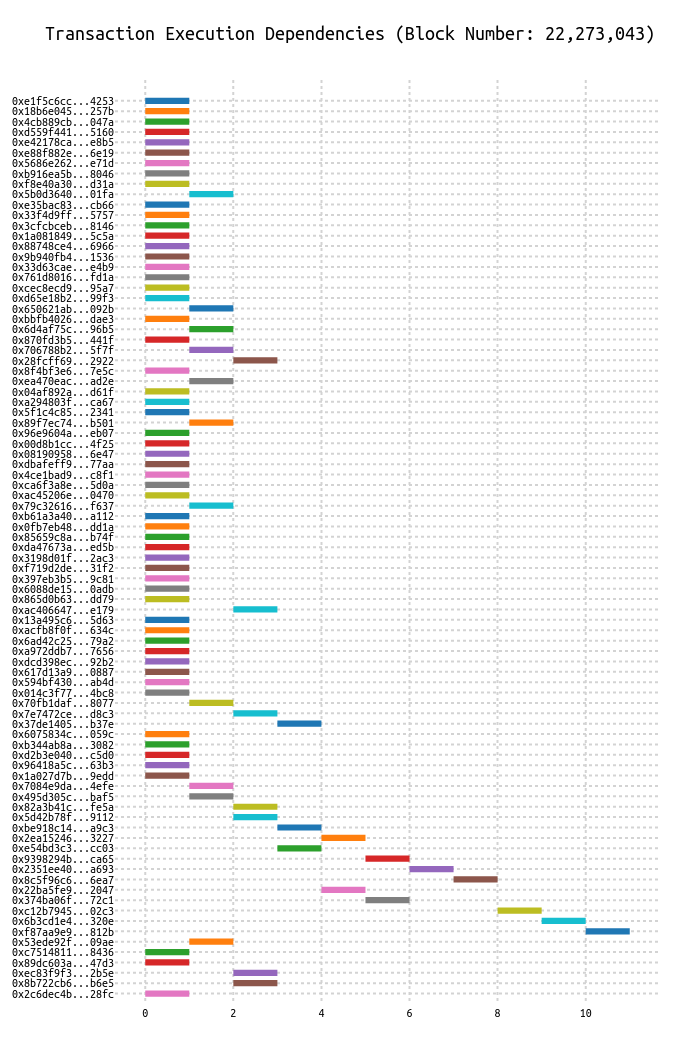 Transaction Execution Dependencies (Block Number: 22,273,043)
0xe1f5c6cc...4253
0x18b6e045...257b
0x4cb889cb...047a
0xd559f441...5160
0xe42178ca...e8b5
0xe88f882e...6e19
0x5686e262...e71d
0xb916ea5b...8046
0xf8e40a30...d31a
0x5b0d3640...01fa
0xe35bac83...cb66
0x33f4d9ff...5757
0x3cfcbceb...8146
0x1a081849...5c5a
0x88748ce4...6966
0x9b940fb4...1536
0x33d63cae...e4b9
0x761d8016...fd1a
0xcec8ecd9...95a7
0xd65e18b2...99f3
0x650621ab...092b
0xbbfb4026...dae3
0x6d4af75c...96b5
0x870fd3b5...441f
0x706788b2...5f7f
0x28fcff69...2922
0x8f4bf3e6...7e5c
0xea470eac...ad2e
0x04af892a...d61f
0xa294803f...ca67
0x5f1c4c85...2341
0x89f7ec74...b501
0x96e9604a...eb07
0x00d8b1cc...4f25
0x08190958...6e47
0xdbafeff9...77aa
0x4ce1bad9...c8f1
0xca6f3a8e...5d0a
0xac45206e...0470
0x79c32616...f637
0xb61a3a40...a112
0x0fb7eb48...dd1a
0x85659c8a...b74f
0xda47673a...ed5b
0x3198d01f...2ac3
0xf719d2de...31f2
0x397eb3b5...9c81
0x6088de15...0adb
0x865d0b63...dd79
0xac406647...e179
0x13a495c6...5d63
0xacfb8f0f...634c
0x6ad42c25...79a2
0xa972ddb7...7656
0xdcd398ec...92b2
0x617d13a9...0887
0x594bf430...ab4d
0x014c3f77...4bc8
0x70fb1daf...8077
0x7e7472ce...d8c3
0x37de1405...b37e
0x6075834c...059c
0xb344ab8a...3082
0xd2b3e040...c5d0
0x96418a5c...63b3
0x1a027d7b...9edd
0x7084e9da...4efe
0x495d305c...baf5
0x82a3b41c...fe5a
0x5d42b78f...9112
0xbe918c14...a9c3
0x2ea15246...3227
0xe54bd3c3...cc03
0x9398294b...ca65
0x2351ee40...a693
0x8c5f96c6...6ea7
0x22ba5fe9...2047
0x374ba06f...72c1
0xc12b7945...02c3
0x6b3cd1e4...320e
0xf87aa9e9...812b
0x53ede92f...09ae
0xc7514811...8436
0x89dc603a...47d3
0xec83f9f3...2b5e
0x8b722cb6...b6e5
0x2c6dec4b...28fc
0 2 4 6 8 10